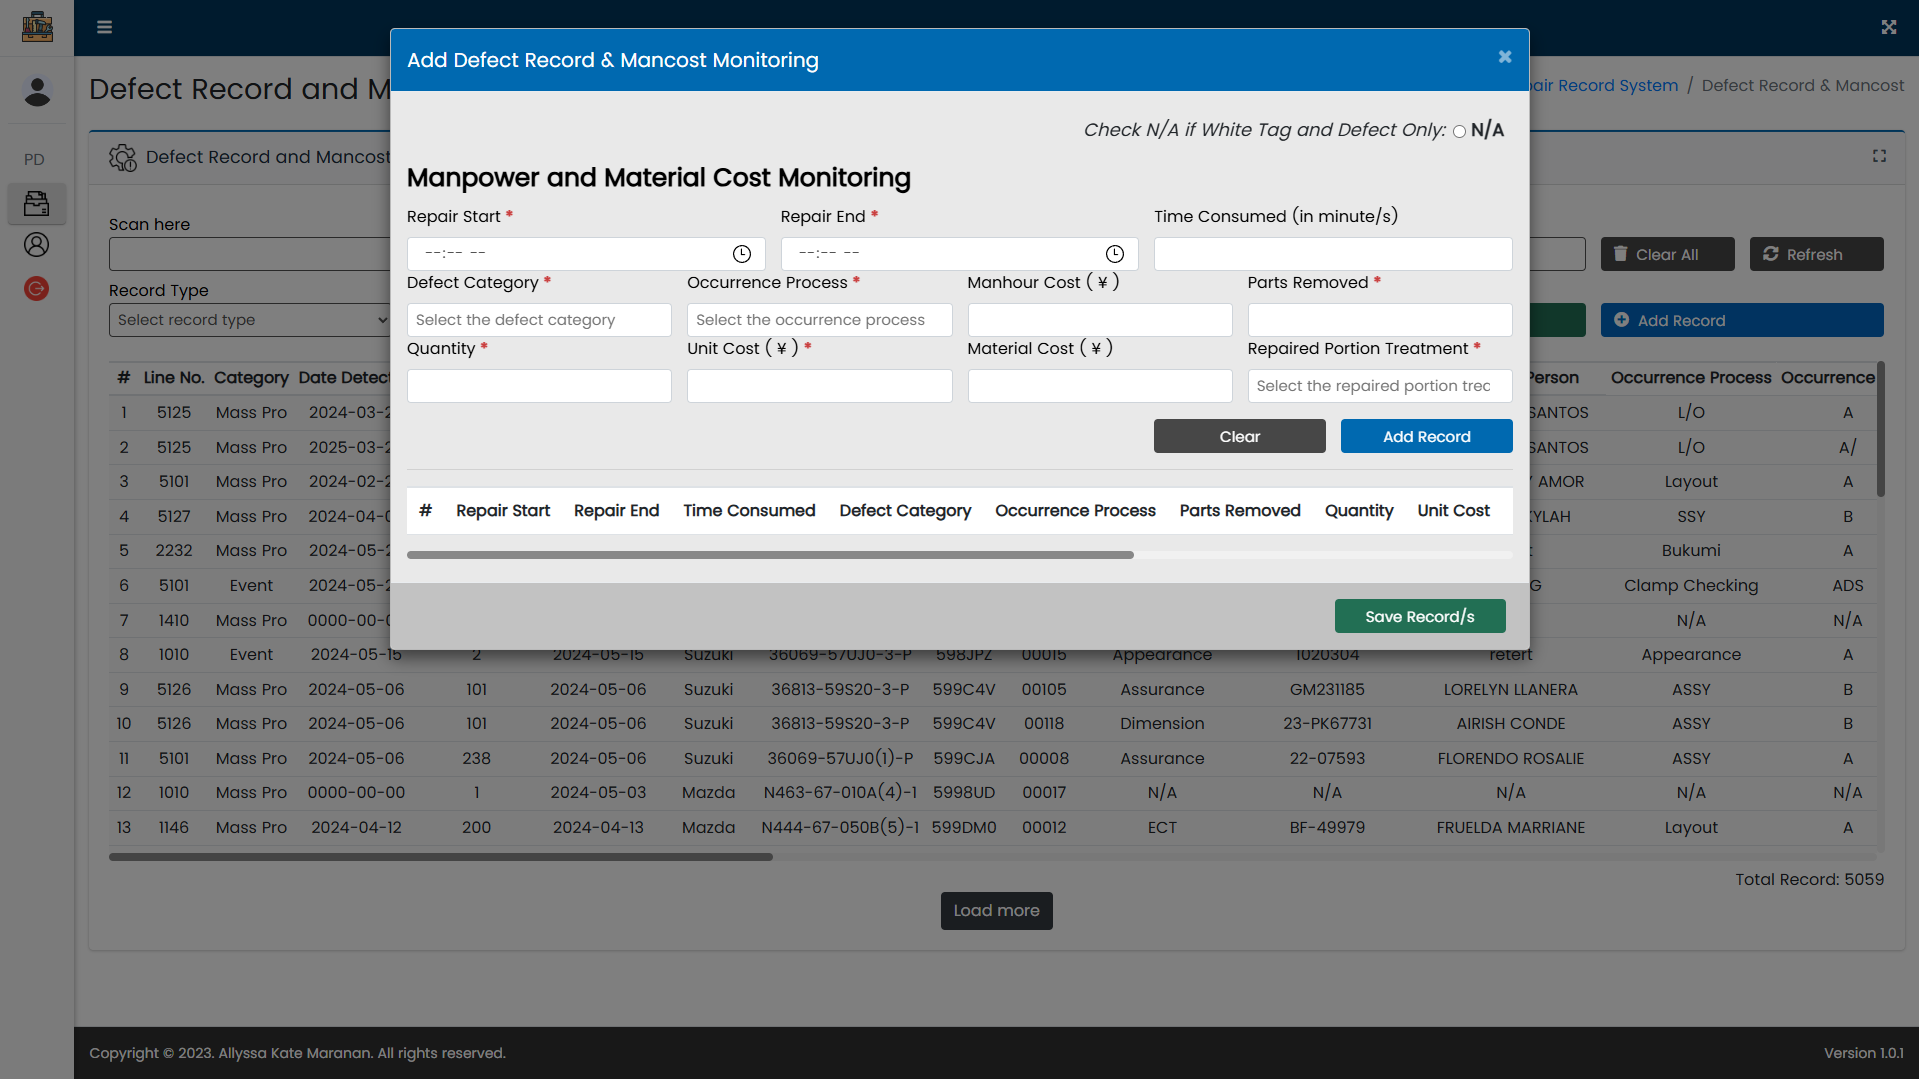 Add Defect Record & Mancost Monitoring
Defect Record and M
air Record System / Defect Record & Mancost
Check N/A if White Tag and Defect Only: N/A
PD
Defect Record and Mancost
Manpower and Material Cost Monitoring
Repair Start * Repair End * Time Consumed (in minute/s)
--:-- -- --:-- --
Scan here
Clear All Refresh
Defect Category * Occurrence Process * Manhour Cost ( ¥ ) Parts Removed *
Record Type
Select record type
Select the defect category Select the occurrence process
Add Record
Quantity * Unit Cost ( ¥ ) * Material Cost ( ¥ ) Repaired Portion Treatment *
Select the repaired portion trea
Clear Add Record
# Line No. Category Date Detect Person Occurrence Process Occurrence
1 5125 Mass Pro 2024-03-2 SANTOS L/O A
2 5125 Mass Pro 2025-03-2 SANTOS L/O A/
3 5101 Mass Pro 2024-02-2 AMOR Layout A
4 5127 Mass Pro 2024-04-0 KYLAH SSY B
5 2232 Mass Pro 2024-05-2 t Bukumi A
6 5101 Event 2024-05-2 G Clamp Checking ADS
7 1410 Mass Pro 0000-00-0 N/A N/A
# Repair Start Repair End Time Consumed Defect Category Occurrence Process Parts Removed Quantity Unit Cost
Save Record/s
8 1010 Event 2024-05-15 2 2024-05-15 Suzuki 36069-57UJ0-3-P 598JPZ 00015 Appearance 1020304 retert Appearance A
9 5126 Mass Pro 2024-05-06 101 2024-05-06 Suzuki 36813-59S20-3-P 599C4V 00105 Assurance GM231185 LORELYN LLANERA ASSY B
10 5126 Mass Pro 2024-05-06 101 2024-05-06 Suzuki 36813-59S20-3-P 599C4V 00118 Dimension 23-PK67731 AIRISH CONDE ASSY B
11 5101 Mass Pro 2024-05-06 238 2024-05-06 Suzuki 36069-57UJ0(1)-P 599CJA 00008 Assurance 22-07593 FLORENDO ROSALIE ASSY A
12 1010 Mass Pro 0000-00-00 1 2024-05-03 Mazda N463-67-010A(4)-1 5998UD 00017 N/A N/A N/A N/A N/A
13 1146 Mass Pro 2024-04-12 200 2024-04-13 Mazda N444-67-050B(5)-1 599DM0 00012 ECT BF-49979 FRUELDA MARRIANE Layout A
Total Record: 5059
Load more
Copyright © 2023. Allyssa Kate Maranan. All rights reserved.
Version 1.0.1